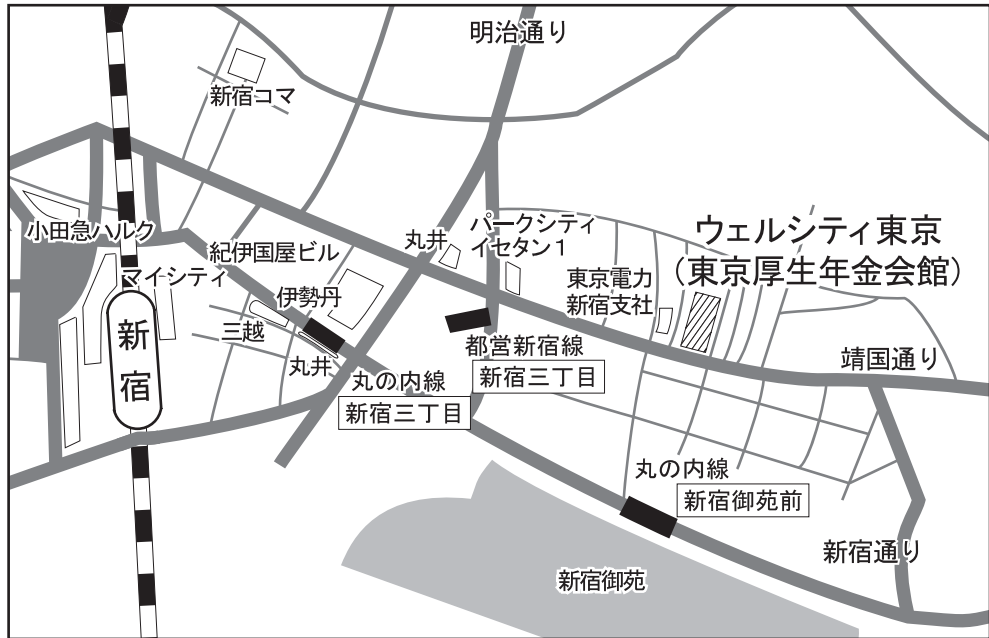 明治通り
新宿コマ
小田急ハルク
紀伊国屋ビル
丸井
パークシティ
イセタン1
ウェルシティ東京
(東京厚生年金会館)
マイシティ
伊勢丹
東京電力
新宿支社
新宿
三越
丸井
都営新宿線
新宿三丁目
靖国通り
丸の内線
新宿三丁目
丸の内線
新宿御苑前
新宿通り
新宿御苑